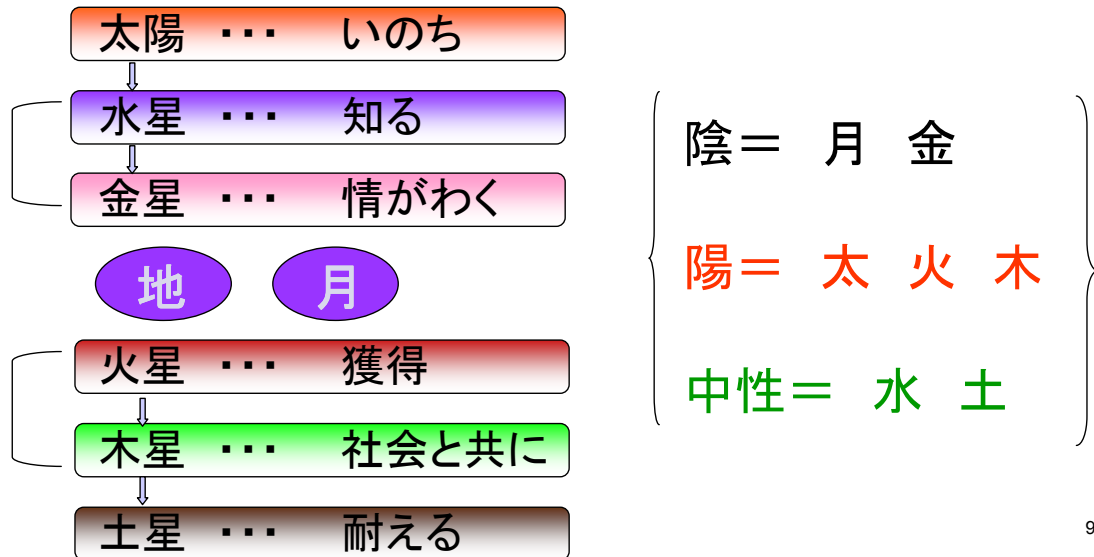 太陽 ・・・ いのち
水星 ・・・ 知る
金星 ・・・ 情がわく
地 月
火星 ・・・ 獲得
木星 ・・・ 社会と共に
土星 ・・・ 耐える
陰＝ 月 金
陽＝ 太 火 木
中性＝ 水 土
9